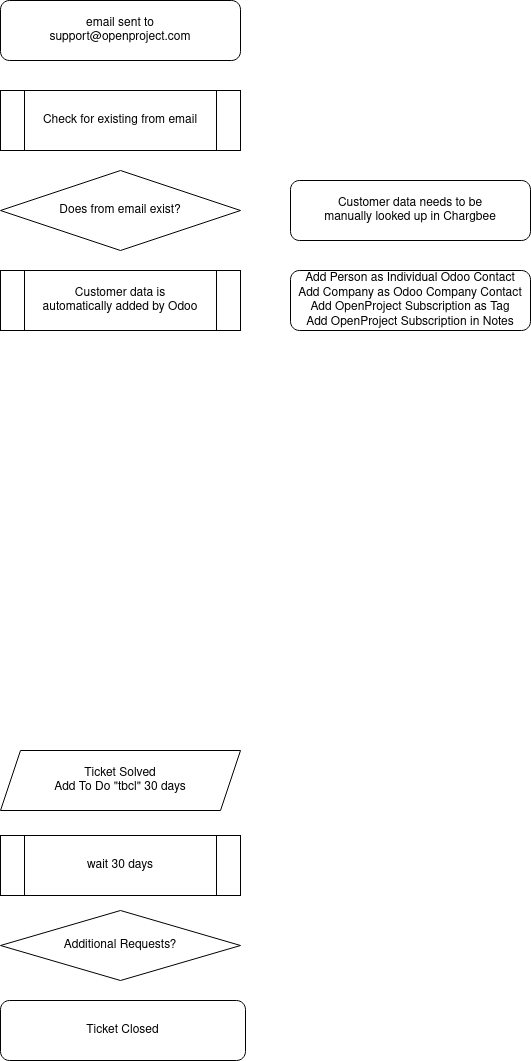 email sent to
support@openproject.com
Check for existing from email
Does from email exist?
Customer data needs to be
manually looked up in Chargbee
Customer data is
automatically added by Odoo
Add Person as Individual Odoo Contact
Add Company as Odoo Company Contact
Add OpenProject Subscription as Tag
Add OpenProject Subscription in Notes
Ticket Solved
Add To Do "tbcl" 30 days
wait 30 days
Additional Requests?
Ticket Closed